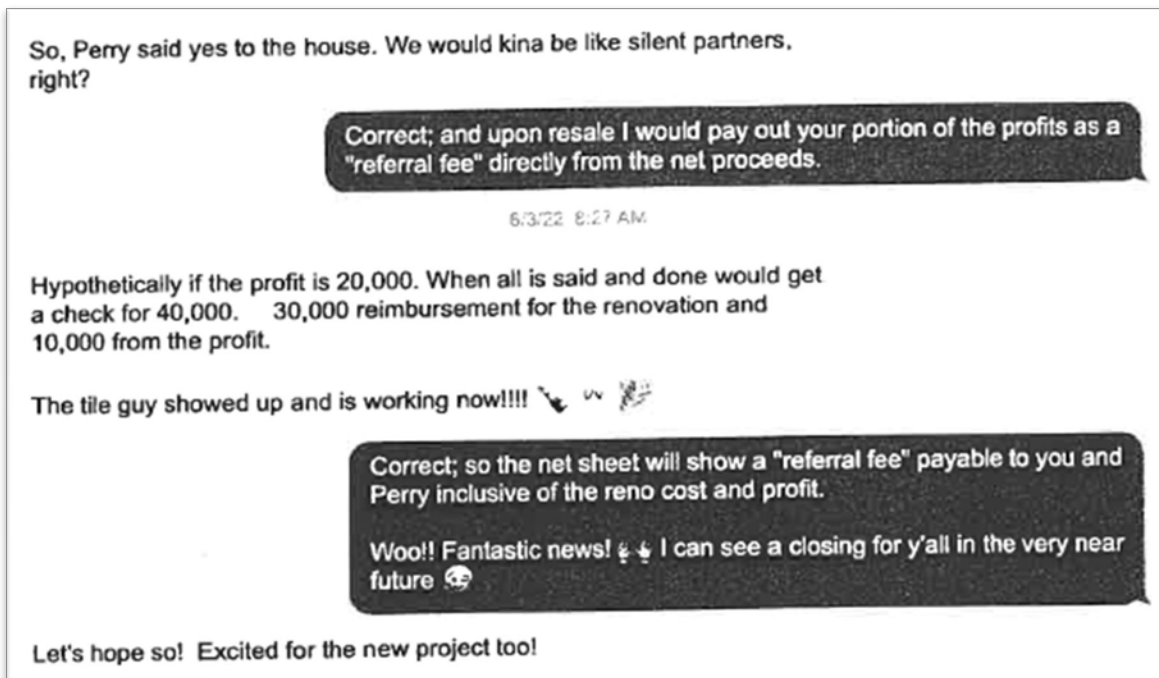 So, Perry said yes to the house. We would kina be like silent partners,
right?
Correct; and upon resale I would pay out your portion of the profits as a
"referral fee" directly from the net proceeds.
6/3/22 8:27 AM
Hypothetically if the profit is 20,000. When all is said and done would get
a check for 40,000. 30,000 reimbursement for the renovation and
10,000 from the profit.
The tile guy showed up and is working now!!!!
Correct; so the net sheet will show a "referral fee" payable to you and
Perry inclusive of the reno cost and profit.
Woo!! Fantastic news! I can see a closing for y'all in the very near
future
Let's hope so! Excited for the new project too!